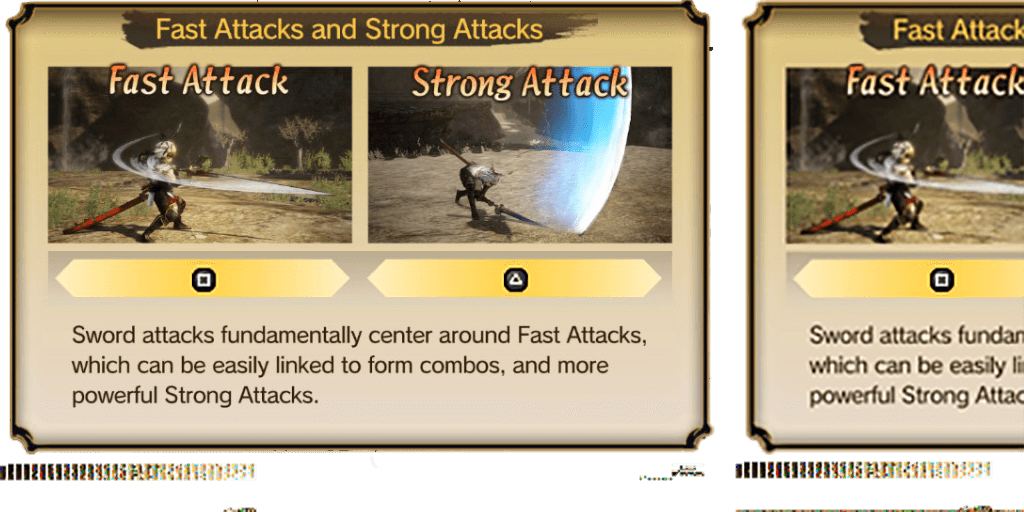 Fast Attacks and Strong Attacks
Fast Attack
Strong Attack
Sword attacks fundamentally center around Fast Attacks,
which can be easily linked to form combos, and more
powerful Strong Attacks.
Fast Attack
Fast Attack
Sword attacks fundam
which can be easily li
powerful Strong Attac